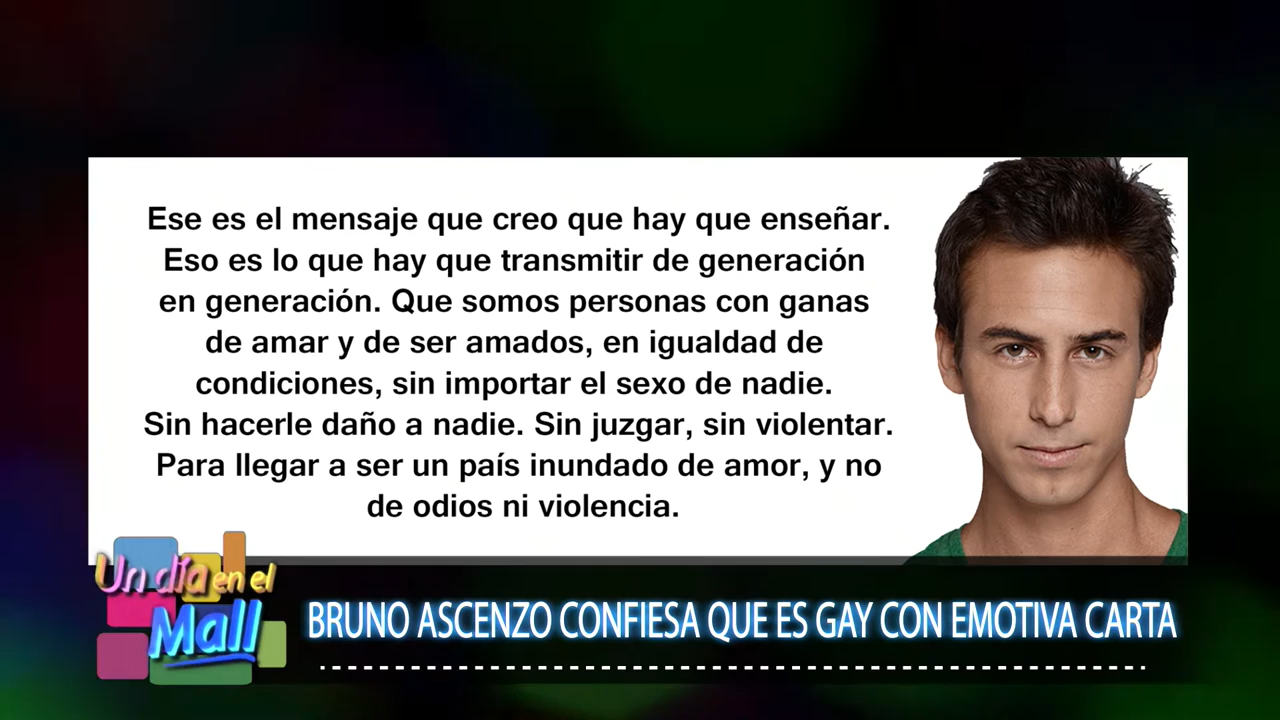 Ese es el mensaje que creo que hay que enseñar.
Eso es lo que hay que transmitir de generación
en generación. Que somos personas con ganas
de amar y de ser amados, en igualdad de
condiciones, sin importar el sexo de nadie.
Sin hacerle daño a nadie. Sin juzgar, sin violentar.
Para llegar a ser un país inundado de amor, y no
de odios ni violencia.
Un día en el
Mall
BRUNO ASCENZO CONFIESA QUE ES GAY CON EMOTIVA CARTA